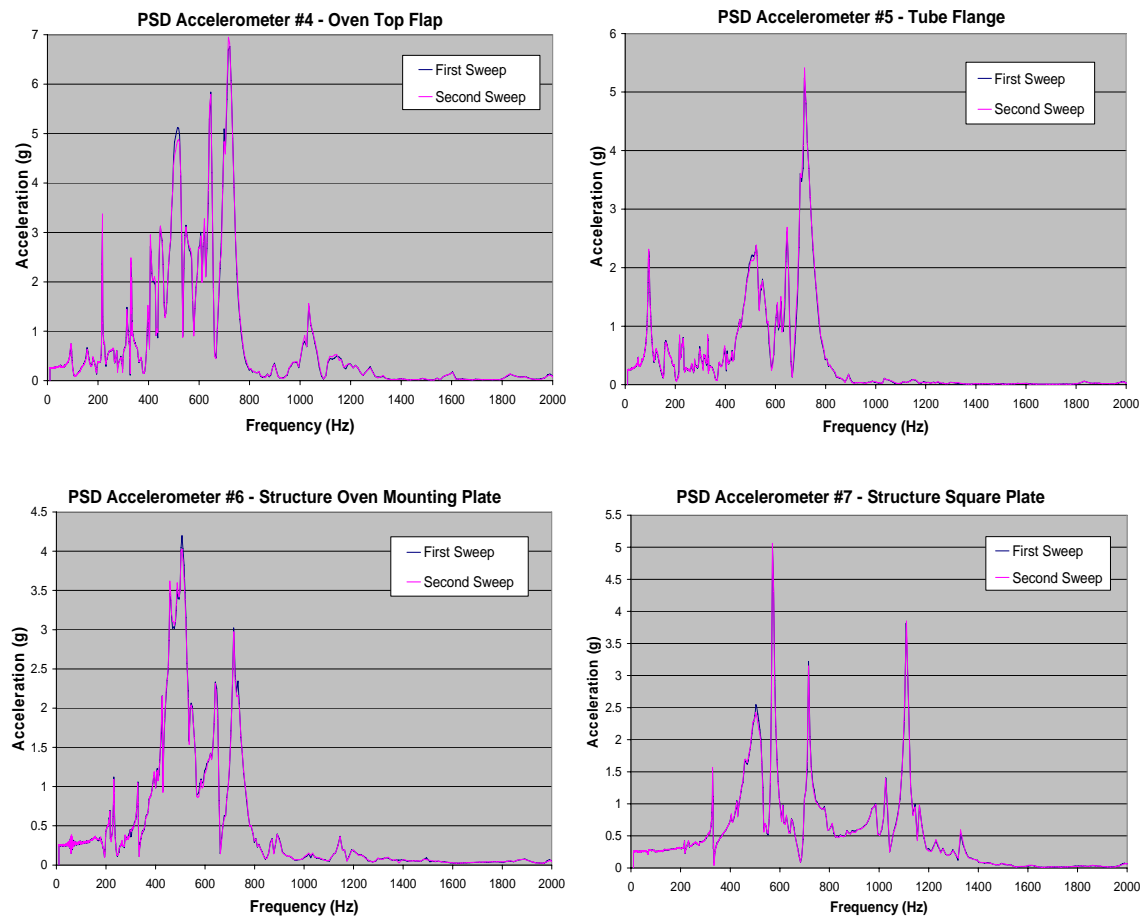 PSD Accelerometer #4 - Oven Top Flap
7
6
5
4
3
2
1
0
Acceleration (g)
First Sweep
Second Sweep
0 200 400 600 800 1000 1200 1400 1600 1800 2000
Frequency (Hz)
PSD Accelerometer #5 - Tube Flange
6
5
4
3
2
1
0
Acceleration (g)
First Sweep
Second Sweep
0 200 400 600 800 1000 1200 1400 1600 1800 2000
Frequency (Hz)
PSD Accelerometer #6 - Structure Oven Mounting Plate
4.5
4
3.5
3
2.5
2
1.5
1
0.5
0
Acceleration (g)
First Sweep
Second Sweep
0 200 400 600 800 1000 1200 1400 1600 1800 2000
Frequency (Hz)
PSD Accelerometer #7 - Structure Square Plate
5.5
5
4.5
4
3.5
3
2.5
2
1.5
1
0.5
0
Acceleration (g)
First Sweep
Second Sweep
0 200 400 600 800 1000 1200 1400 1600 1800 2000
Frequency (Hz)